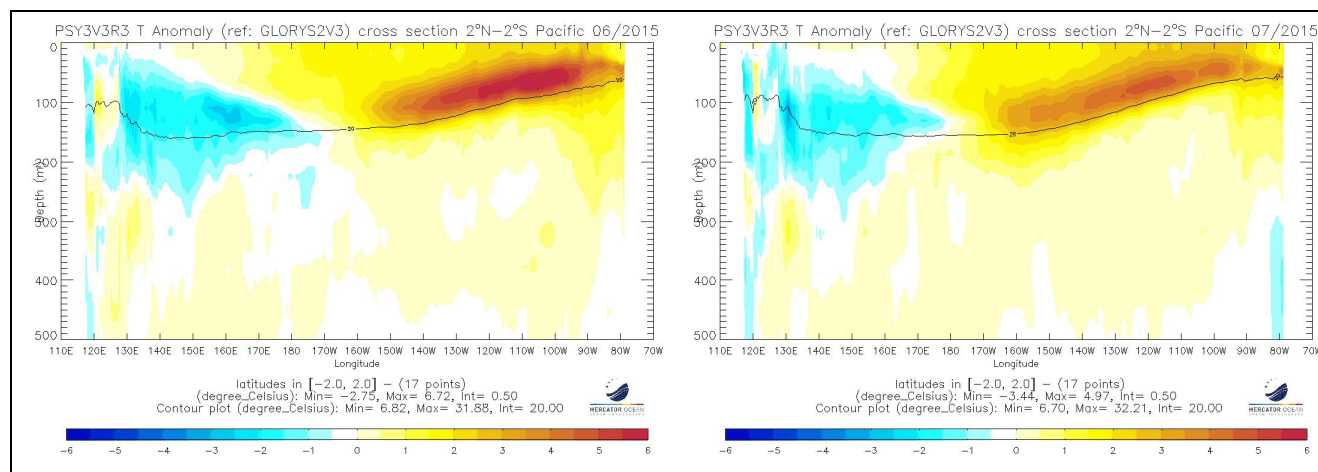 PSY3V3R3 T Anomaly (ref: GLORYS2V3) cross section 2°N-2°S Pacific 06/2015
0
100
200
300
400
500
Depth (m)
20
110E 120E 130E 140E 150E 160E 170E 180 170W 160W 150W 140W 130W 120W 110W 100W 90W 80W 70W
Longitude
latitudes in [-2.0, 2.0] - (17 points)
(degree_Celsius): Min= -2.75, Max= 6.72, Int= 0.50
Contour plot (degree_Celsius): Min= 6.82, Max= 31.88, Int= 20.00
MERCATOR OCEAN
-6 -5 -4 -3 -2 -1 0 1 2 3 4 5 6
PSY3V3R3 T Anomaly (ref: GLORYS2V3) cross section 2°N-2°S Pacific 07/2015
0
100
200
300
400
500
Depth (m)
20
20
110E 120E 130E 140E 150E 160E 170E 180 170W 160W 150W 140W 130W 120W 110W 100W 90W 80W 70W
Longitude
latitudes in [-2.0, 2.0] - (17 points)
(degree_Celsius): Min= -3.44, Max= 4.97, Int= 0.50
Contour plot (degree_Celsius): Min= 6.70, Max= 32.21, Int= 20.00
MERCATOR OCEAN
-6 -5 -4 -3 -2 -1 0 1 2 3 4 5 6